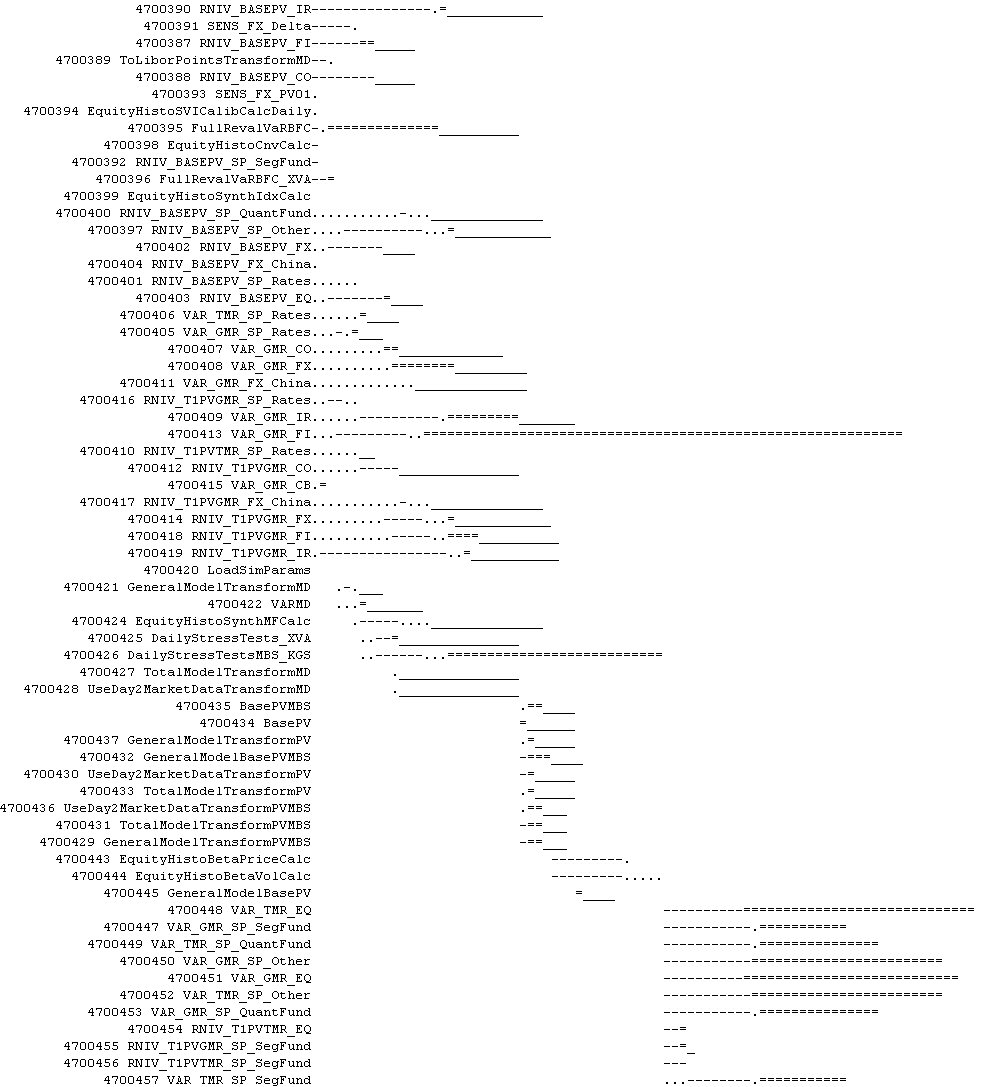 4700390 RNIV_BASEPV_IR---------------.=____________
4700391 SENS_FX_Delta-----.
4700387 RNIV_BASEPV_FI------==_____
4700389 ToLiborPointsTransformMD--.
4700388 RNIV_BASEPV_CO--------_____
4700393 SENS_FX_PV01.
4700394 EquityHistoSVICalibCalcDaily.
4700395 FullRevalVaRBFC-.==============__________
4700398 EquityHistoCnvCalc-
4700392 RNIV_BASEPV_SP_SegFund-
4700396 FullRevalVaRBFC_XVA--=
4700399 EquityHistoSynthIdxCalc
4700400 RNIV_BASEPV_SP_QuantFund...........-...______________
4700397 RNIV_BASEPV_SP_Other....----------...=____________
4700402 RNIV_BASEPV_FX..-------____
4700404 RNIV_BASEPV_FX_China.
4700401 RNIV_BASEPV_SP_Rates......
4700403 RNIV_BASEPV_EQ..-------=____
4700406 VAR_TMR_SP_Rates......=____
4700405 VAR_GMR_SP_Rates...-.=___
4700407 VAR_GMR_CO.........==_____________
4700408 VAR_GMR_FX..........========_________
4700411 VAR_GMR_FX_China.............______________
4700416 RNIV_T1PVGMR_SP_Rates..--..
4700409 VAR_GMR_IR......----------.=========_______
4700413 VAR_GMR_FI...---------..============================================================
4700410 RNIV_T1PVTMR_SP_Rates......__
4700412 RNIV_T1PVGMR_CO......-----_______________
4700415 VAR_GMR_CB.=
4700417 RNIV_T1PVGMR_FX_China...........-...______________
4700414 RNIV_T1PVGMR_FX.........-----...=____________
4700418 RNIV_T1PVGMR_FI..........-----..====__________
4700419 RNIV_T1PVGMR_IR.----------------..=___________
4700420 LoadSimParams
4700421 GeneralModelTransformMD   .-.___
4700422 VARMD   ...=_______
4700424 EquityHistoSynthMFCalc     .-----....______________
4700425 DailyStressTests_XVA      ..--=_______________
4700426 DailyStressTestsMBS_KGS      ..------...===========================
4700427 TotalModelTransformMD          ._______________
4700428 UseDay2MarketDataTransformMD          ._______________
4700435 BasePVMBS                          .==____
4700434 BasePV                          =______
4700437 GeneralModelTransformPV                          .=_____
4700432 GeneralModelBasePVMBS                          -===____
4700430 UseDay2MarketDataTransformPV                          -=_____
4700433 TotalModelTransformPV                          .=_____
4700436 UseDay2MarketDataTransformPVMBS                          .==___
4700431 TotalModelTransformPVMBS                          -==___
4700429 GeneralModelTransformPVMBS                          -==___
4700443 EquityHistoBetaPriceCalc                              ---------.
4700444 EquityHistoBetaVolCalc                              ---------.....
4700445 GeneralModelBasePV                                 =____
4700448 VAR_TMR_EQ                                            ----------=============================
4700447 VAR_GMR_SP_SegFund                                            -----------.===========
4700449 VAR_TMR_SP_QuantFund                                            -----------.===============
4700450 VAR_GMR_SP_Other                                            -----------========================
4700451 VAR_GMR_EQ                                            ----------===========================
4700452 VAR_TMR_SP_Other                                            -----------========================
4700453 VAR_GMR_SP_QuantFund                                            -----------.===============
4700454 RNIV_T1PVTMR_EQ                                            --=
4700455 RNIV_T1PVGMR_SP_SegFund                                            --=_
4700456 RNIV_T1PVTMR_SP_SegFund                                            ---
4700457 VAR_TMR_SP_SegFund                                            ...--------.===========